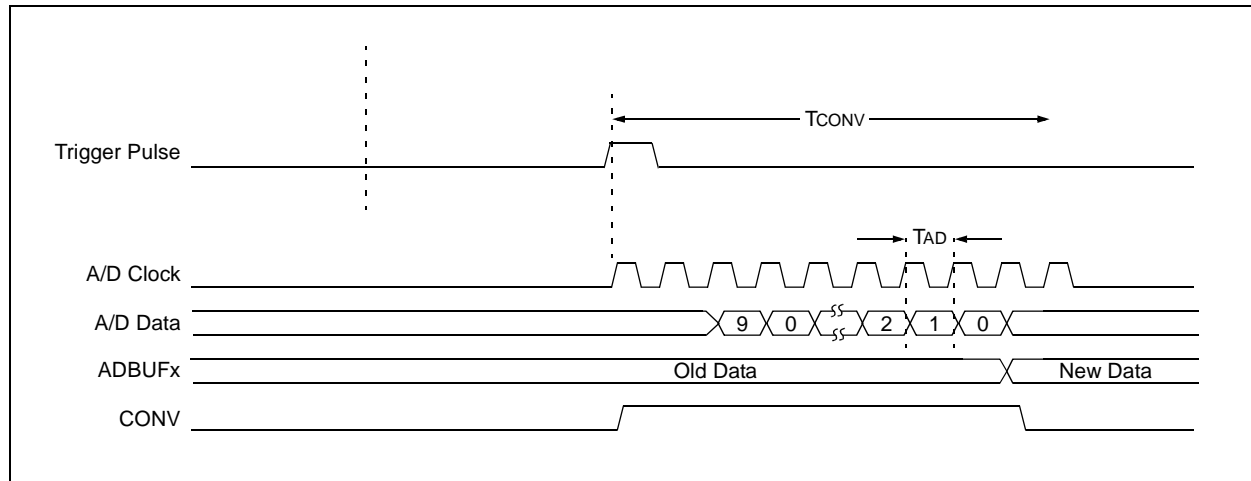 TCONV
Trigger Pulse
TAD
A/D Clock
A/D Data
9 0 2 1 0
ADBUFx
Old Data New Data
CONV